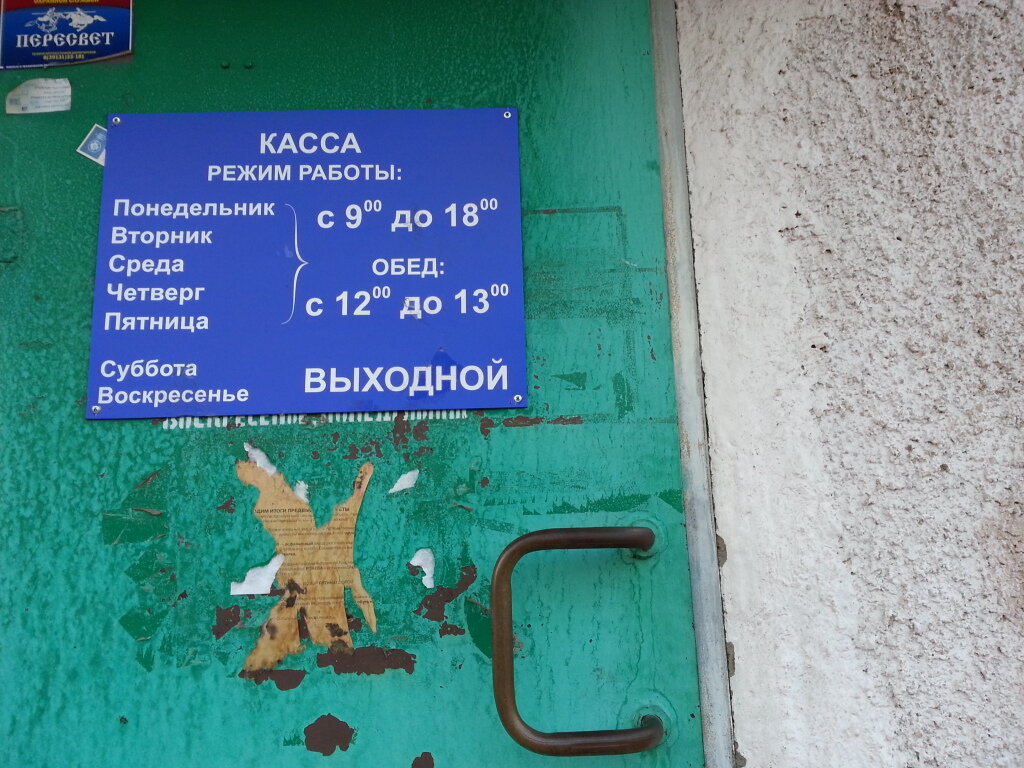 ПЕРЕСВЕТ
КАССА
РЕЖИМ РАБОТЫ:
Понедельник
Вторник
Среда
Четверг
Пятница
с 9⁰⁰ до 18⁰⁰
ОБЕД:
с 12⁰⁰ до 13⁰⁰
Суббота
Воскресенье
ВЫХОДНОЙ